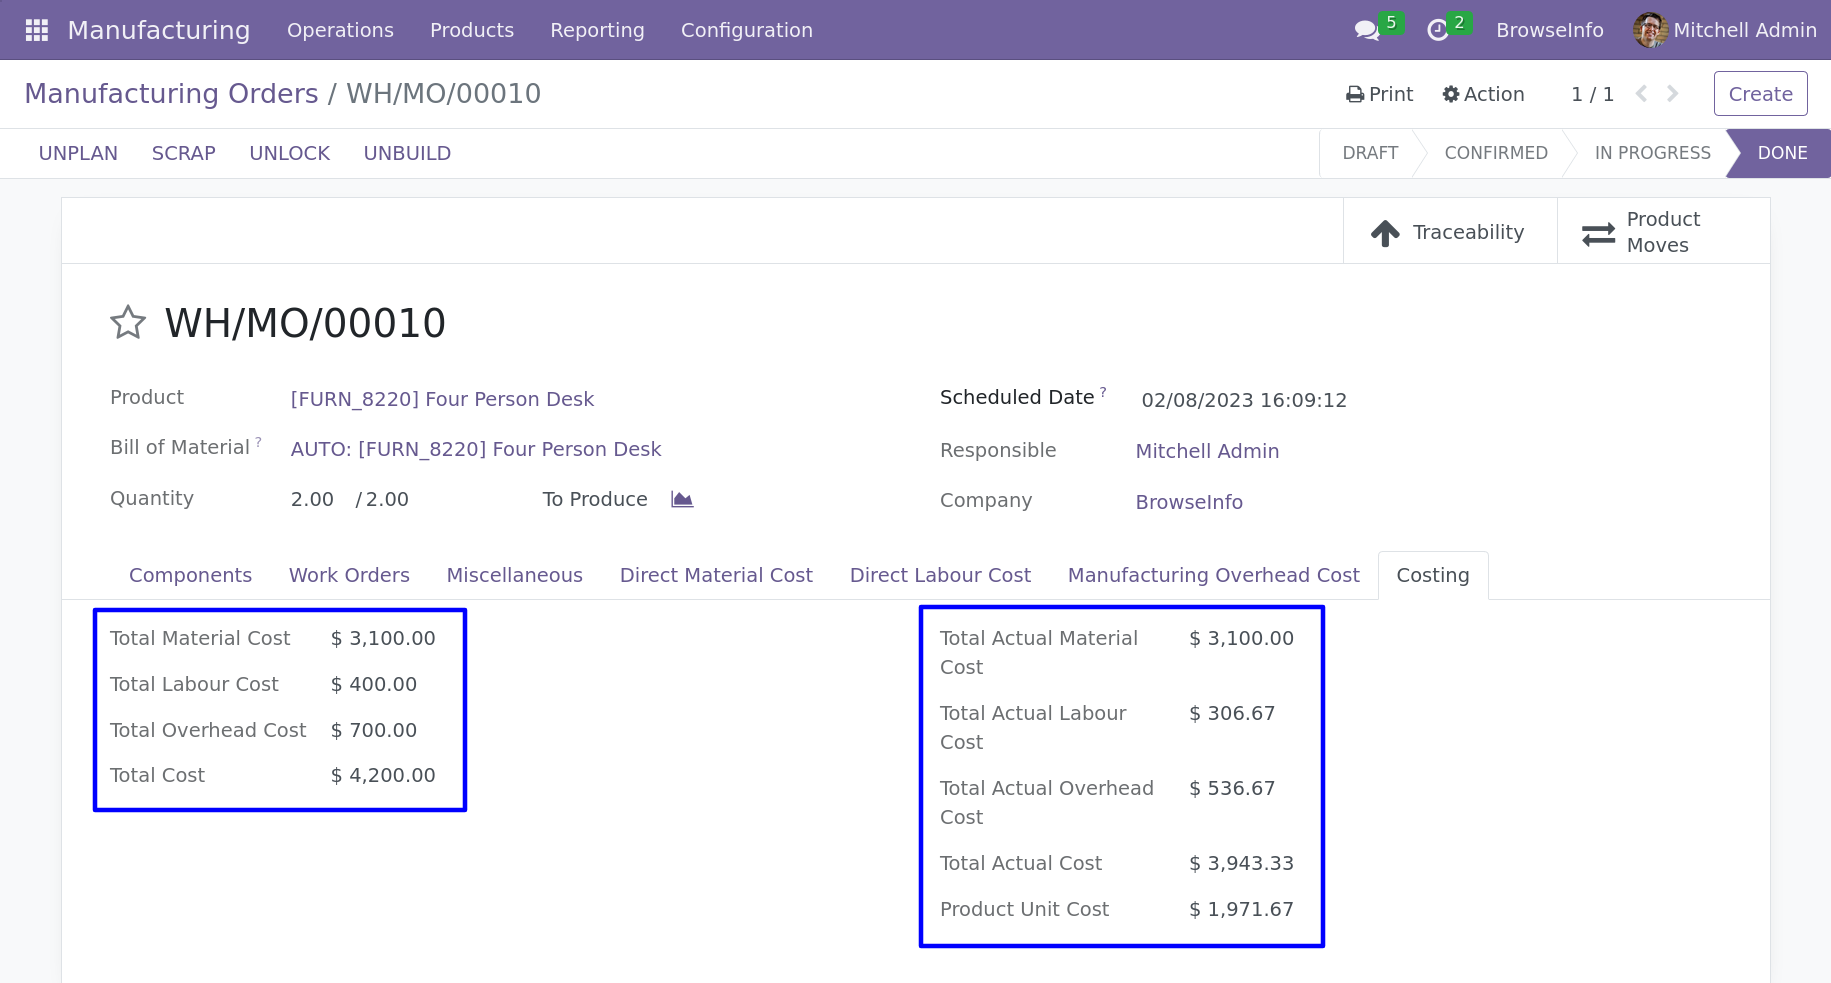 Manufacturing Operations Products Reporting Configuration 5 2 BrowseInfo Mitchell Admin
Manufacturing Orders / WH/MO/00010 Print Action 1 / 1 Create
UNPLAN SCRAP UNLOCK UNBUILD DRAFT CONFIRMED IN PROGRESS DONE
Traceability
Product
Moves
WH/MO/00010
Product [FURN_8220] Four Person Desk
Bill of Material ? AUTO: [FURN_8220] Four Person Desk
Quantity 2.00 / 2.00 To Produce
Scheduled Date ? 02/08/2023 16:09:12
Responsible Mitchell Admin
Company BrowseInfo
Components Work Orders Miscellaneous Direct Material Cost Direct Labour Cost Manufacturing Overhead Cost Costing
Total Material Cost $ 3,100.00
Total Labour Cost $ 400.00
Total Overhead Cost $ 700.00
Total Cost $ 4,200.00
Total Actual Material $ 3,100.00
Cost
Total Actual Labour $ 306.67
Cost
Total Actual Overhead $ 536.67
Cost
Total Actual Cost $ 3,943.33
Product Unit Cost $ 1,971.67